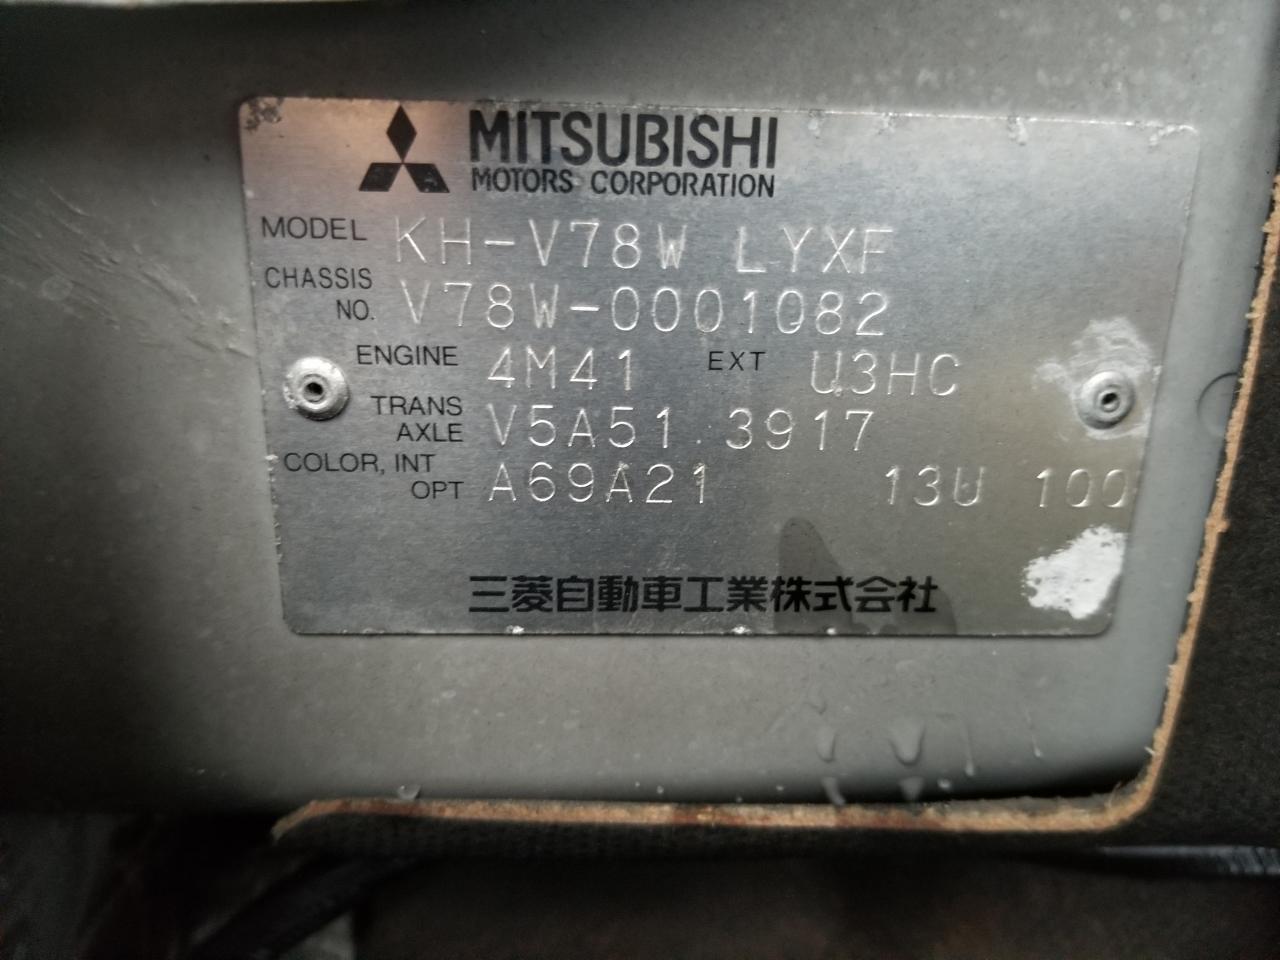 MITSUBISHI
MOTORS CORPORATION
MODEL KH-V78W LYXF
CHASSIS NO. V78W-0001082
ENGINE 4M41 EXT U3HC
TRANS AXLE V5A51 3917
COLOR, INT OPT A69A21 13U 100
三菱自動車工業株式会社